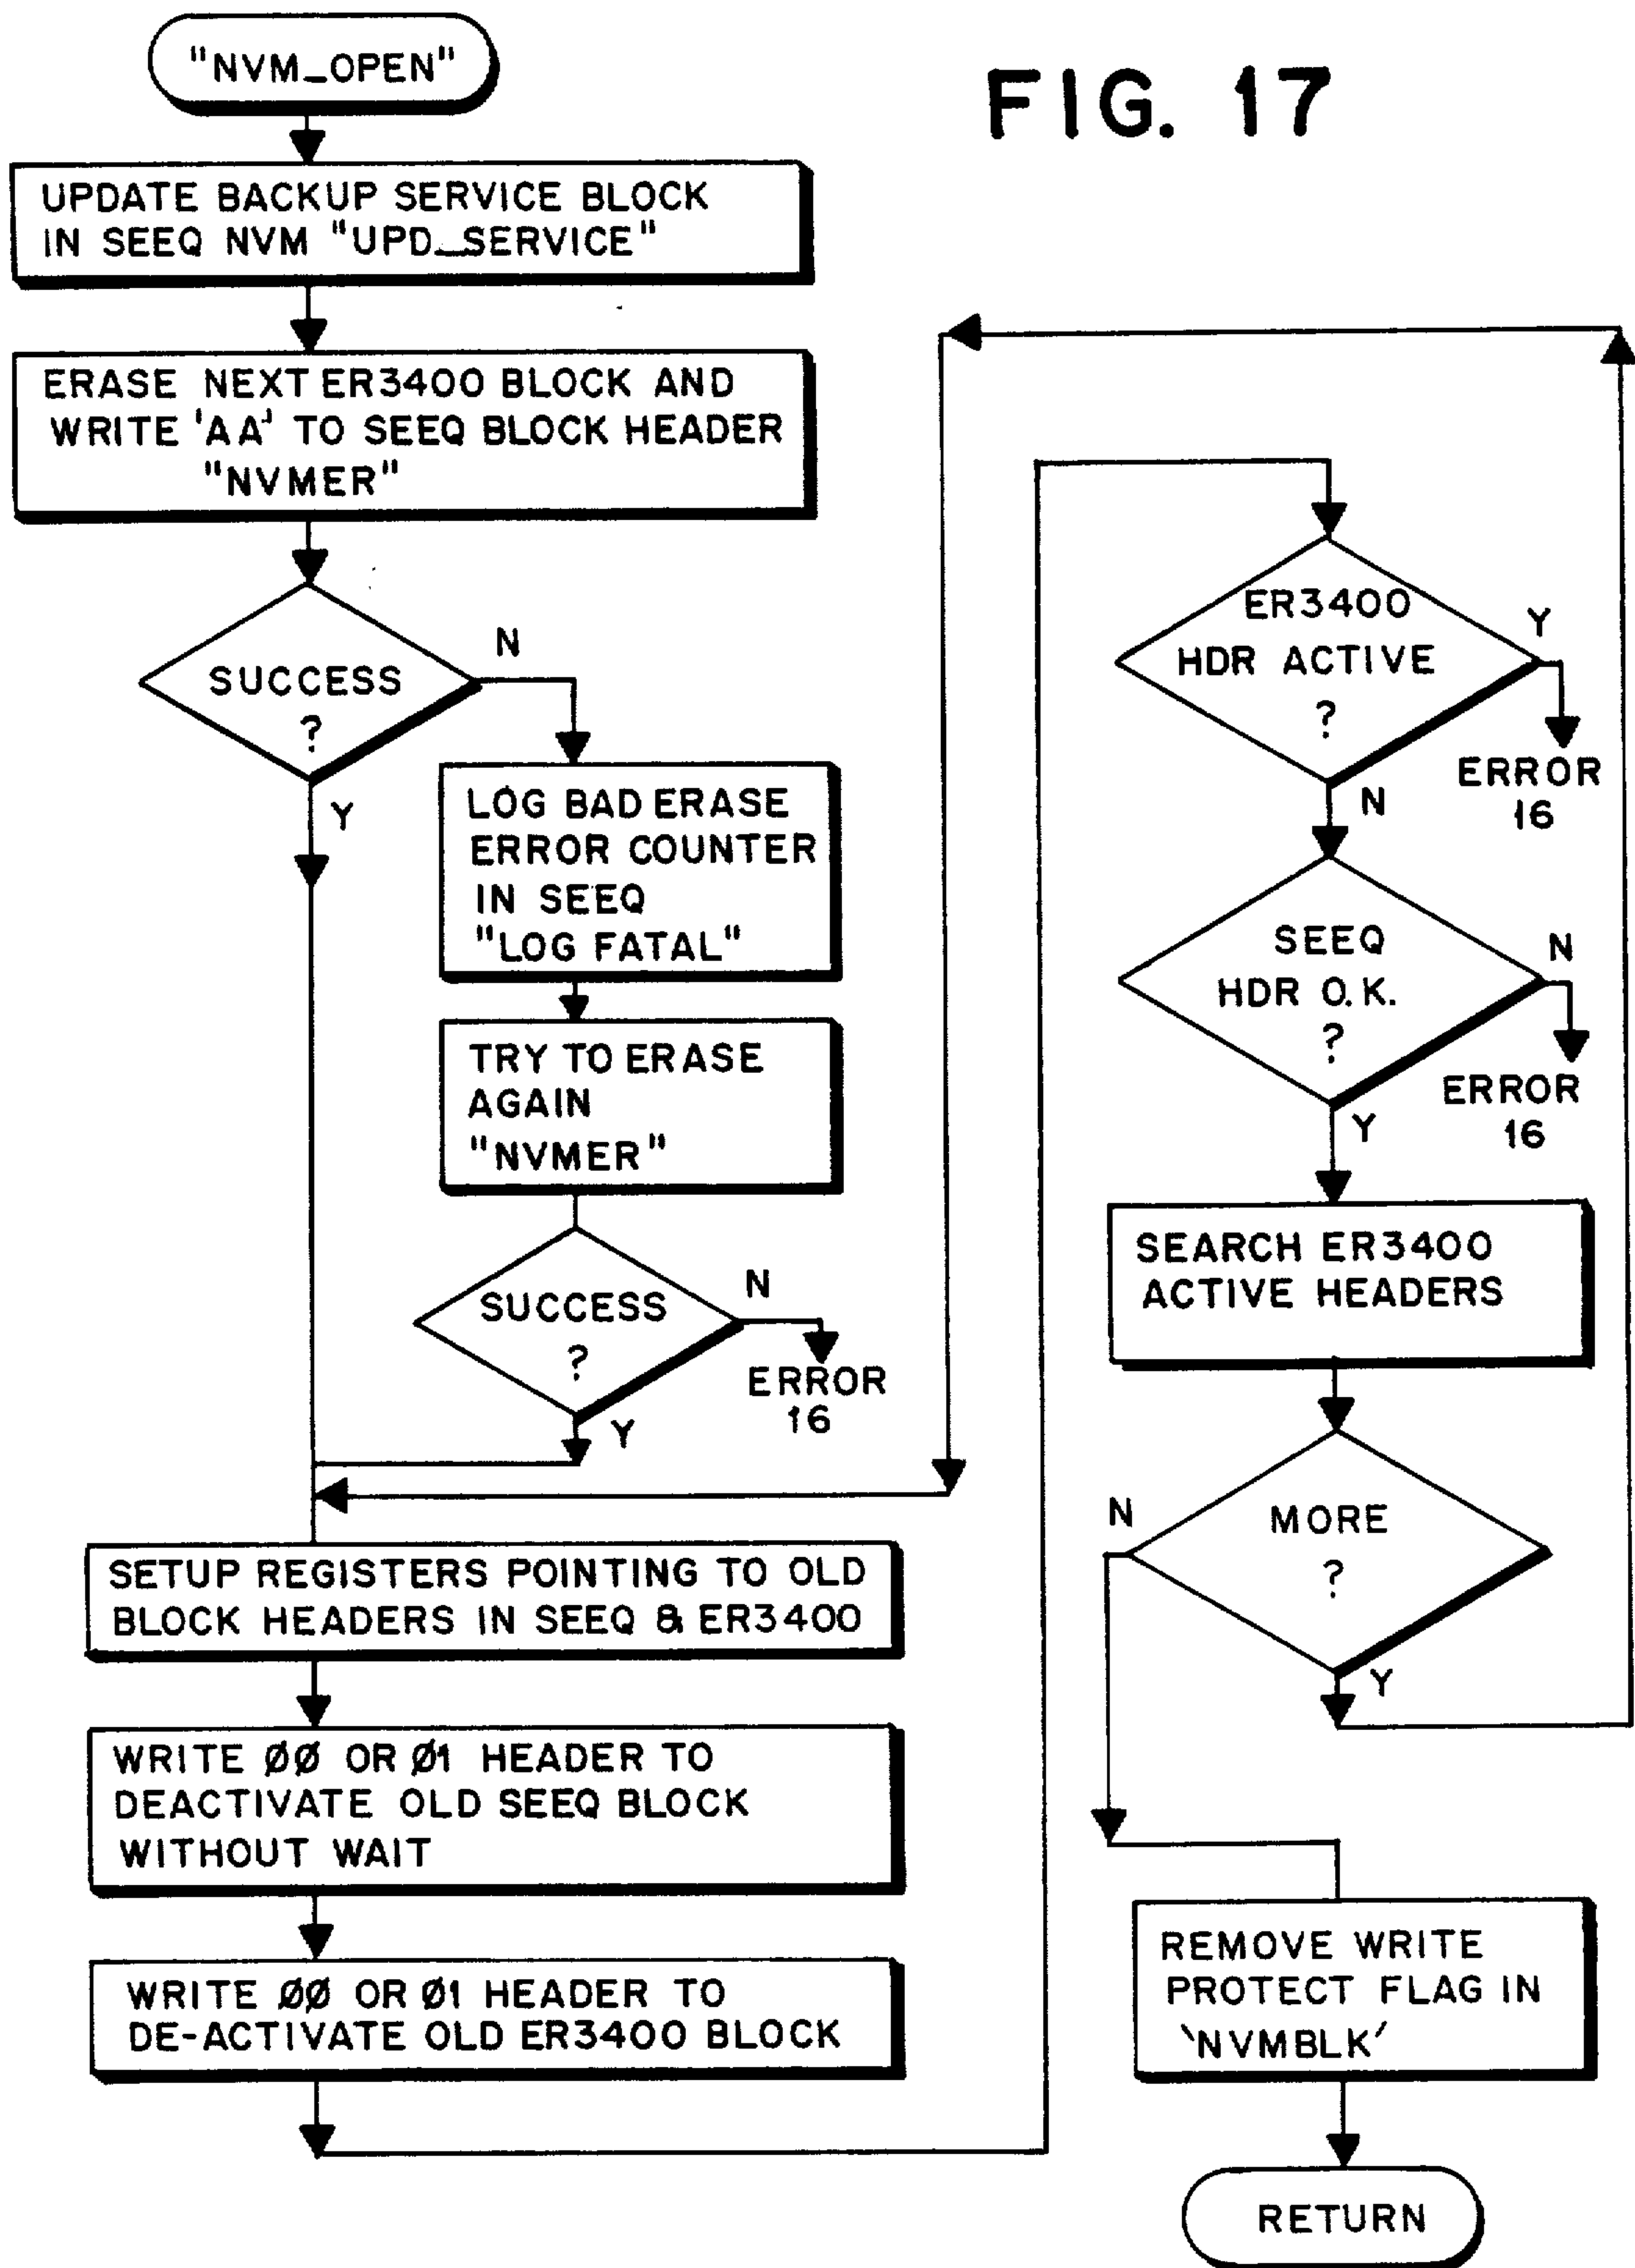 FIG. 17
"NVM_OPEN"
UPDATE BACKUP SERVICE BLOCK
IN SEEQ NVM "UPD_SERVICE"
ERASE NEXT ER3400 BLOCK AND
WRITE 'AA' TO SEEQ BLOCK HEADER
"NVMER"
SUCCESS
?
N
Y
LOG BAD ERASE
ERROR COUNTER
IN SEEQ
"LOG FATAL"
TRY TO ERASE
AGAIN
"NVMER"
SUCCESS
?
N
ERROR
16
Y
SETUP REGISTERS POINTING TO OLD
BLOCK HEADERS IN SEEQ & ER3400
WRITE ØØ OR Ø1 HEADER TO
DEACTIVATE OLD SEEQ BLOCK
WITHOUT WAIT
WRITE ØØ OR Ø1 HEADER TO
DE-ACTIVATE OLD ER3400 BLOCK
ER3400
HDR ACTIVE
?
Y
ERROR
16
N
SEEQ
HDR O.K.
?
N
ERROR
16
Y
SEARCH ER3400
ACTIVE HEADERS
MORE
?
N
Y
REMOVE WRITE
PROTECT FLAG IN
'NVMBLK'
RETURN